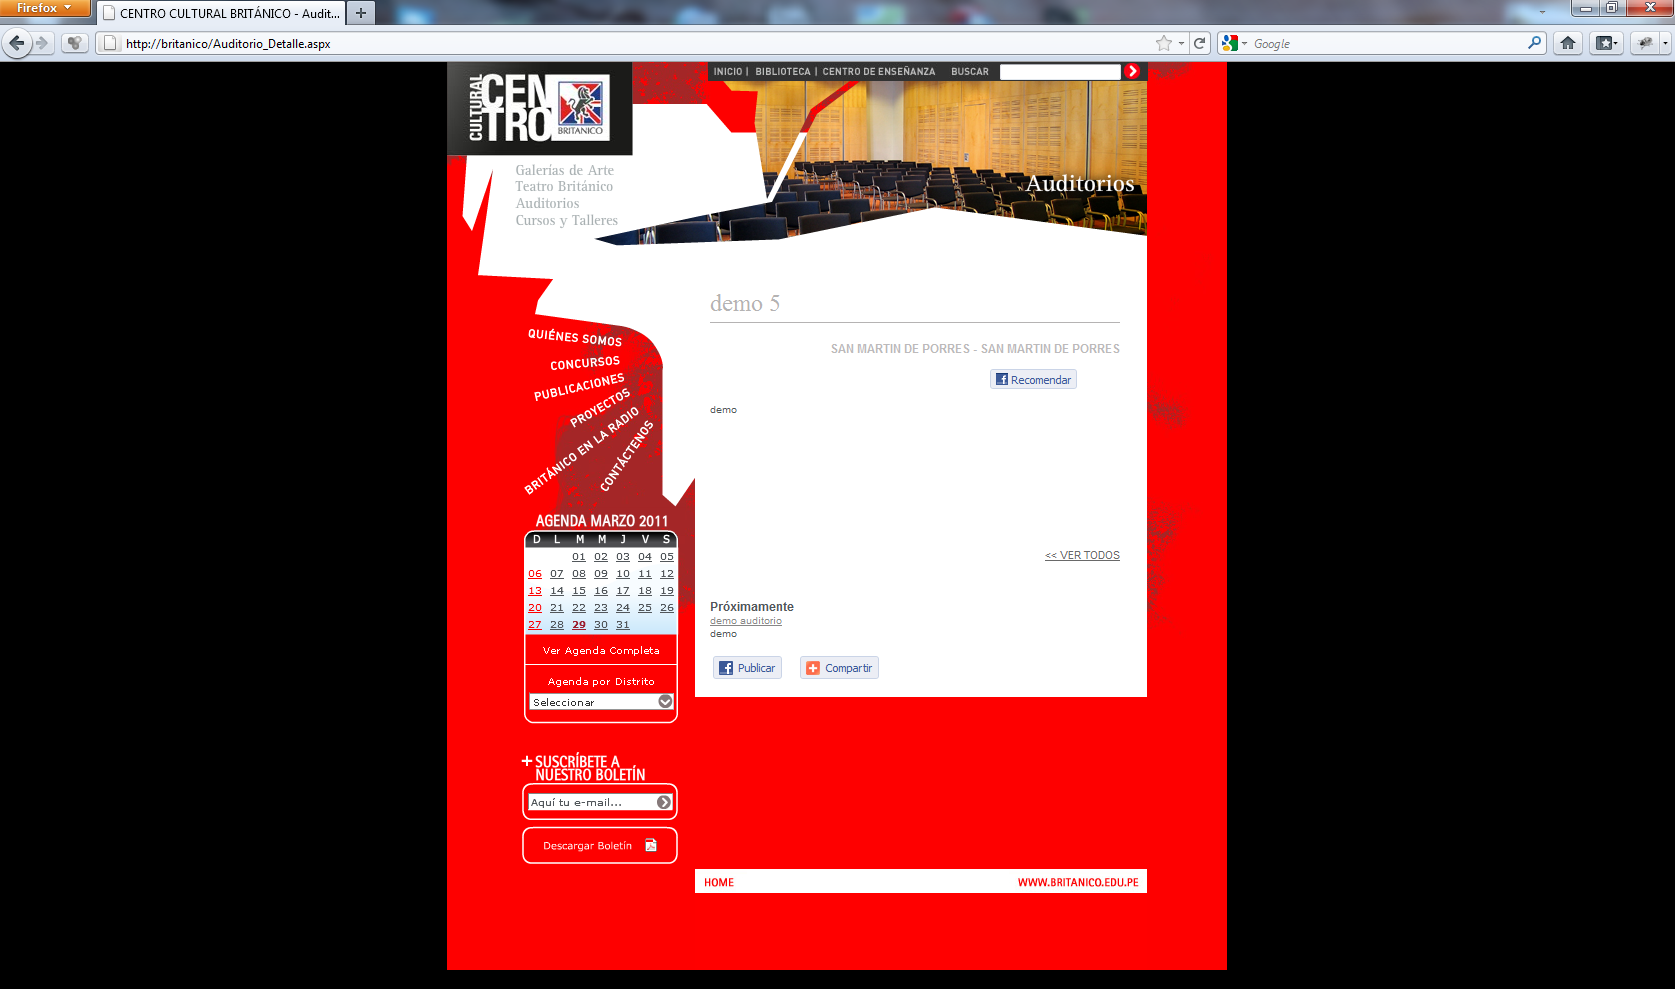 Firefox
CENTRO CULTURAL BRITÁNICO - Audit...
http://britanico/Auditorio_Detalle.aspx
Google
CULTURAL
CENTRO
BRITANICO
INICIO | BIBLIOTECA | CENTRO DE ENSEÑANZA BUSCAR
Galerías de Arte
Teatro Británico
Auditorios
Cursos y Talleres
Auditorios
QUIÉNES SOMOS
CONCURSOS
PUBLICACIONES
PROYECTOS
BRITÁNICO EN LA RADIO
CONTÁCTENOS
AGENDA MARZO 2011
D L M M J V S
01 02 03 04 05
06 07 08 09 10 11 12
13 14 15 16 17 18 19
20 21 22 23 24 25 26
27 28 29 30 31
Ver Agenda Completa
Agenda por Distrito
Seleccionar
+ SUSCRÍBETE A
NUESTRO BOLETÍN
Aquí tu e-mail...
Descargar Boletín
demo 5
SAN MARTIN DE PORRES - SAN MARTIN DE PORRES
Recomendar
demo
<< VER TODOS
Próximamente
demo auditorio
demo
Publicar Compartir
HOME WWW.BRITANICO.EDU.PE